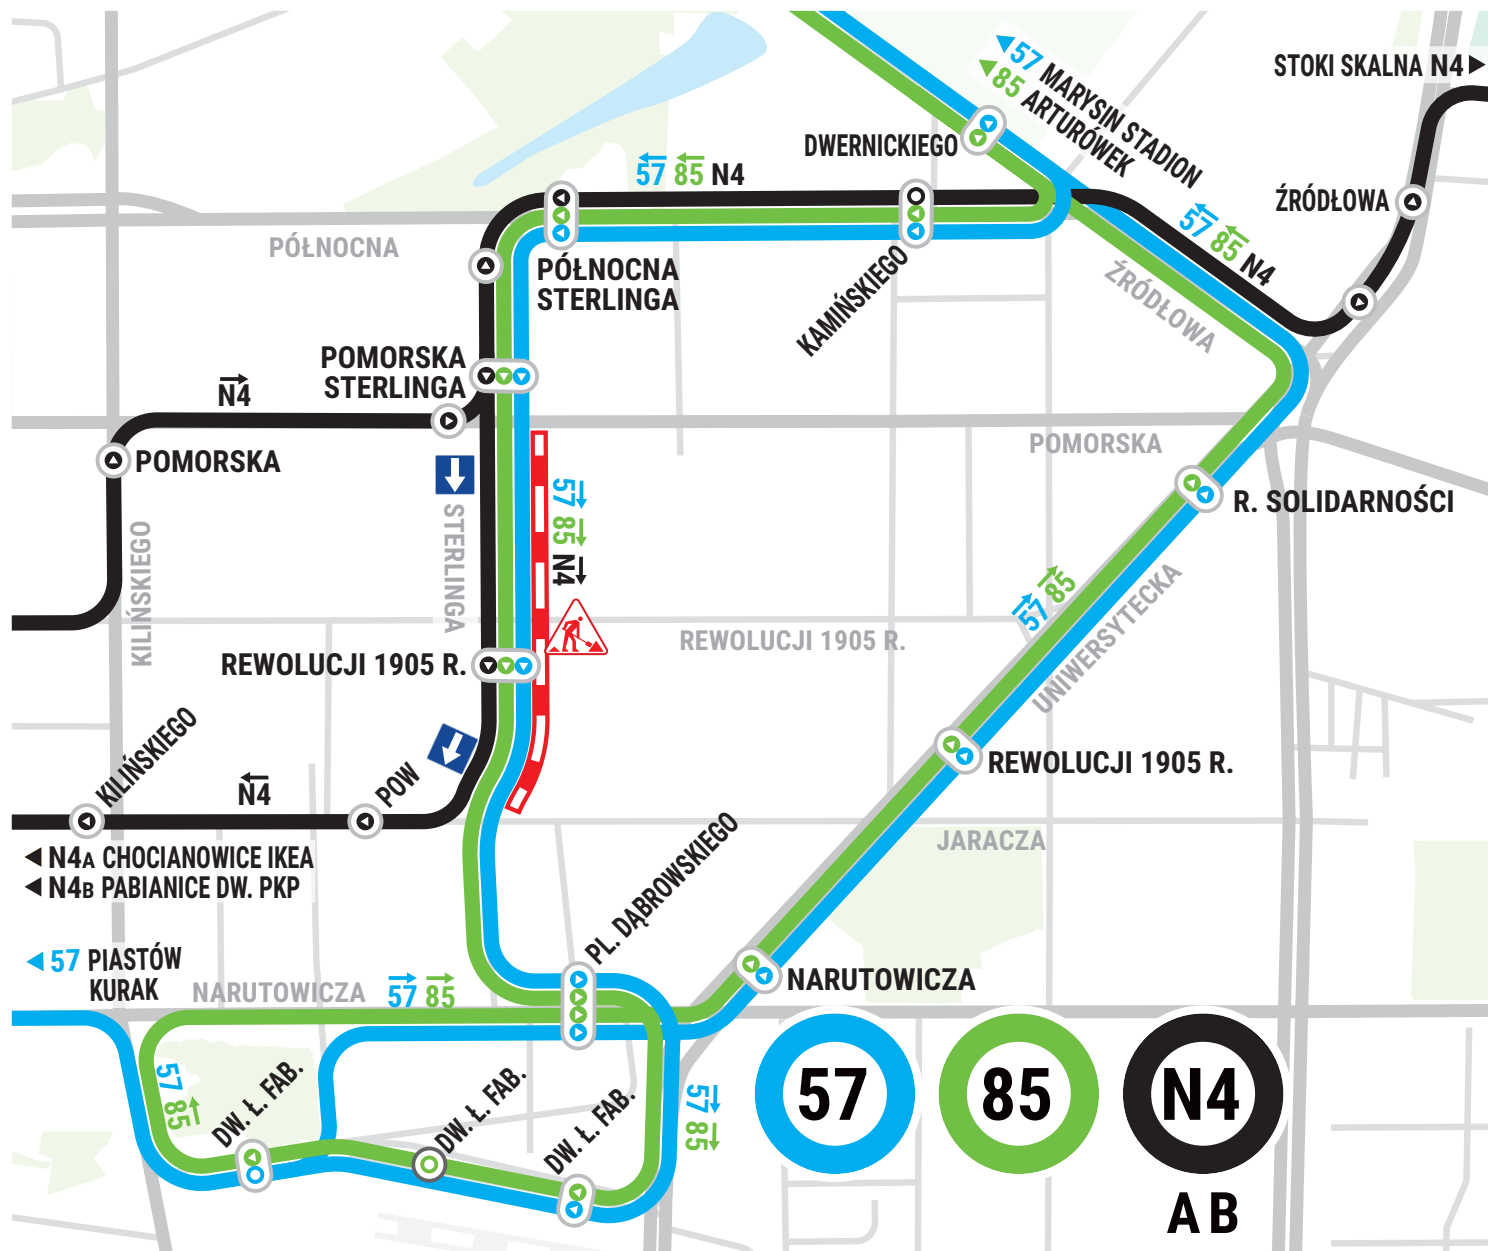 STOKI SKALNA N4
57 MARYSIN STADION
85 ARTURÓWEK
DWERNICKIEGO
57 85 N4
ŹRÓDŁOWA
57 85 N4
PÓŁNOCNA
PÓŁNOCNA
STERLINGA
KAMIŃSKIEGO
ŹRÓDŁOWA
POMORSKA
STERLINGA
N4
POMORSKA
POMORSKA
57
85
N4
R. SOLIDARNOŚCI
KILIŃSKIEGO
STERLINGA
57 85
UNIWERSYTECKA
REWOLUCJI 1905 R.
REWOLUCJI 1905 R.
KILIŃSKIEGO
POW
REWOLUCJI 1905 R.
N4
JARACZA
N4A CHOCIANOWICE IKEA
N4B PABIANICE DW. PKP
PL. DĄBROWSKIEGO
57 PIASTÓW
KURAK
NARUTOWICZA
57 85
NARUTOWICZA
57
85
DW. Ł. FAB.
DW. Ł. FAB.
DW. Ł. FAB.
57
85
57
85
N4
A B